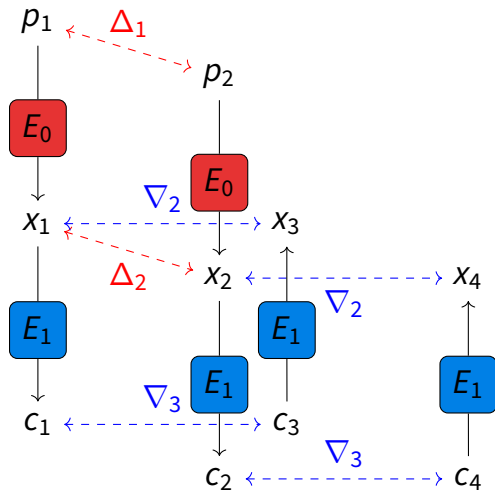 p₁
Δ₁
p₂
E₀
E₀
∇₂
x₁
x₃
x₂
x₄
Δ₂
∇₂
E₁
E₁
E₁
E₁
∇₃
c₁
c₃
∇₃
c₂
c₄